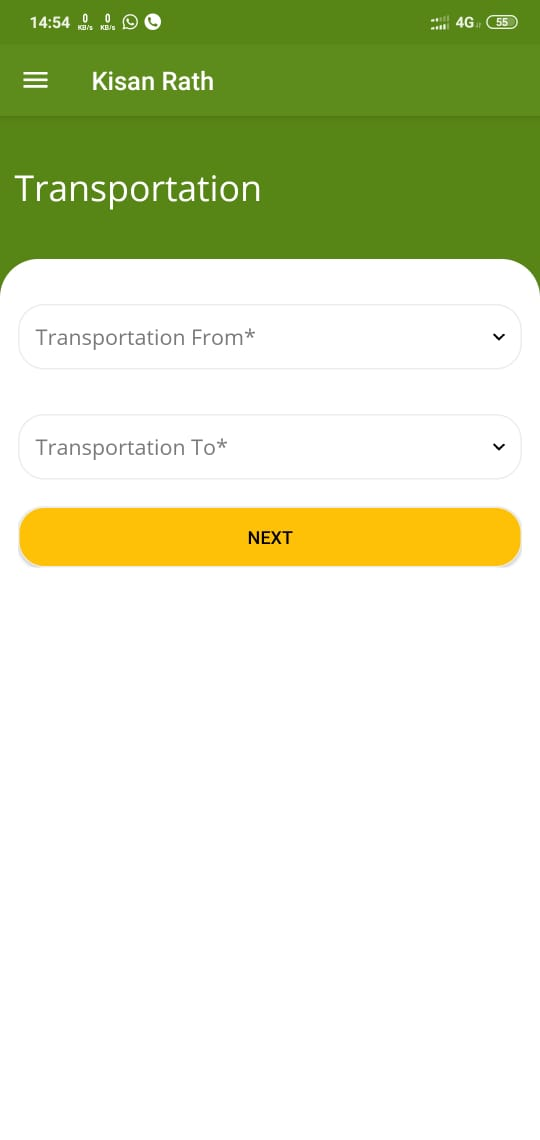 14:54 0 KB/s 0 KB/s 4G 55
Kisan Rath
Transportation
Transportation From*
Transportation To*
NEXT